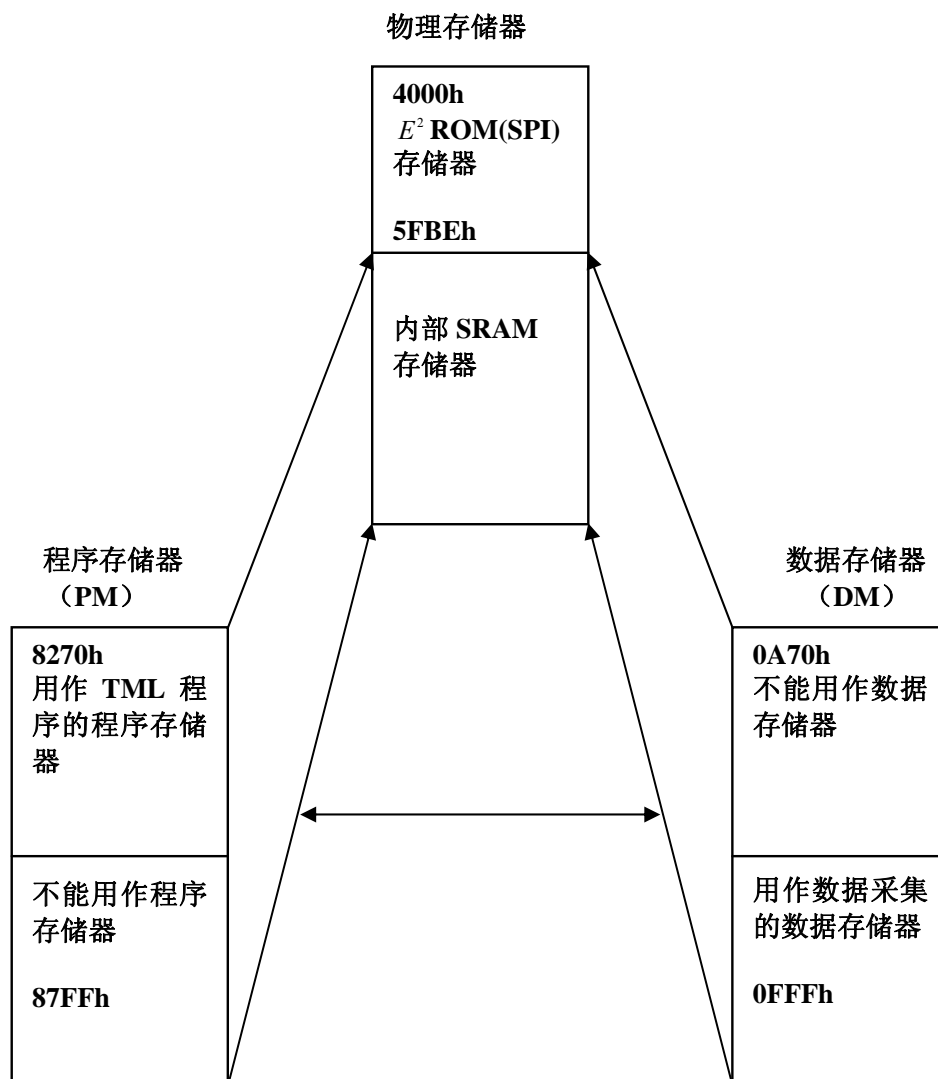 物理存储器
4000h
E² ROM(SPI)
存储器
5FBEh
内部 SRAM
存储器
程序存储器
（PM）
8270h
用作 TML 程
序的程序存储
器
不能用作程序
存储器
87FFh
数据存储器
（DM）
0A70h
不能用作数据
存储器
用作数据采集
的数据存储器
0FFFh